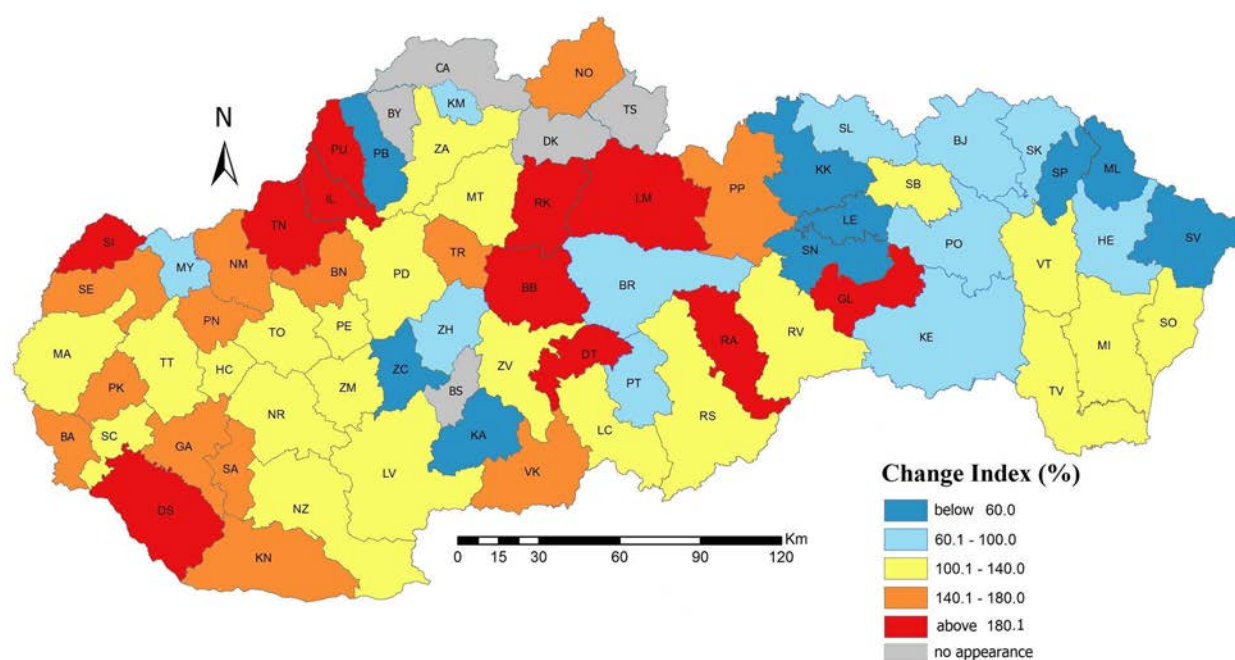 NO
CA
TS
BY
KM
DK
N
PU
PB
ZA
SL
BJ
SK
SP
ML
KK
SB
IL
MT
RK
LM
PP
LE
TN
PO
HE
SV
SI
MY
NM
BN
PD
TR
SN
VT
SE
BB
BR
GL
PN
TO
PE
ZH
RA
RV
KE
SO
MA
TT
HC
ZC
ZV
DT
MI
PK
ZM
BS
PT
TV
NR
RS
BA
SC
GA
KA
LC
SA
LV
VK
DS
NZ
KN
Km
0 15 30 60 90 120
Change Index (%)
below 60.0
60.1 - 100.0
100.1 - 140.0
140.1 - 180.0
above 180.1
no appearance